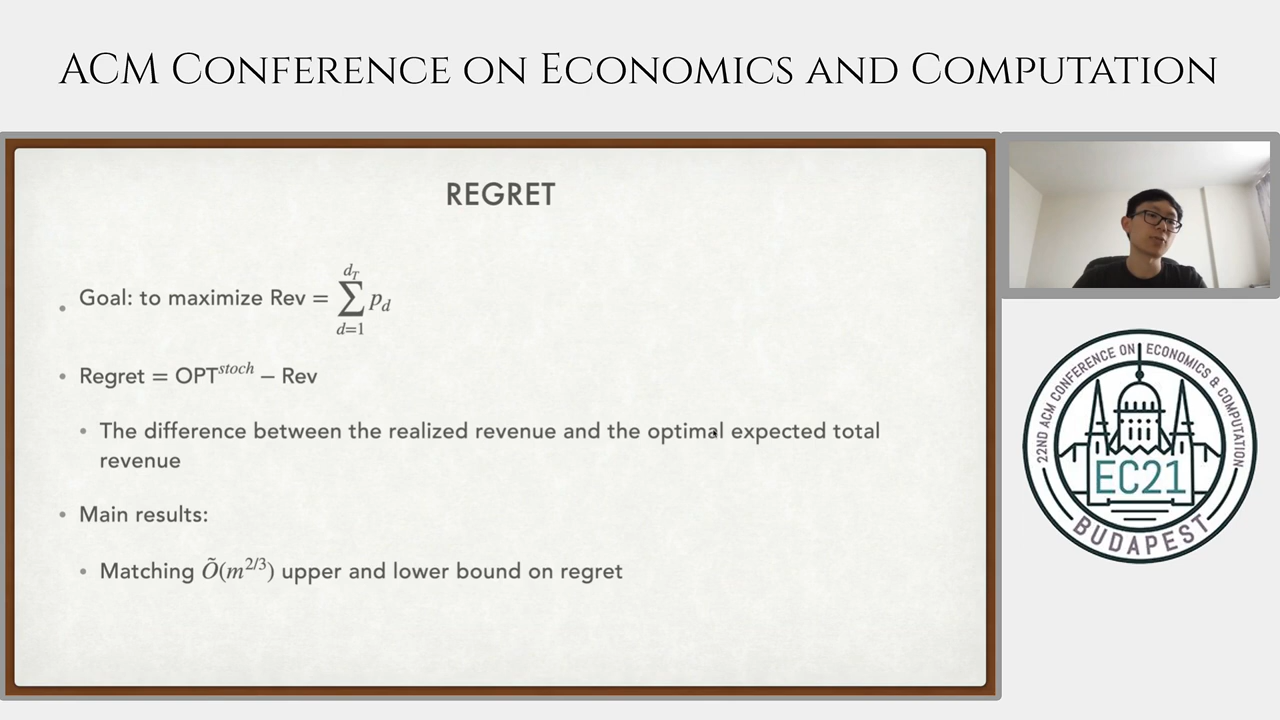 ACM Conference on Economics and Computation
REGRET
• Goal: to maximize Rev = \sum_{d=1}^{d_T} p_d
• Regret = OPT^{stoch} − Rev
• The difference between the realized revenue and the optimal expected total
revenue
• Main results:
• Matching Õ(m^{2/3}) upper and lower bound on regret
22ND ACM CONFERENCE ON ECONOMICS & COMPUTATION
EC21
BUDAPEST